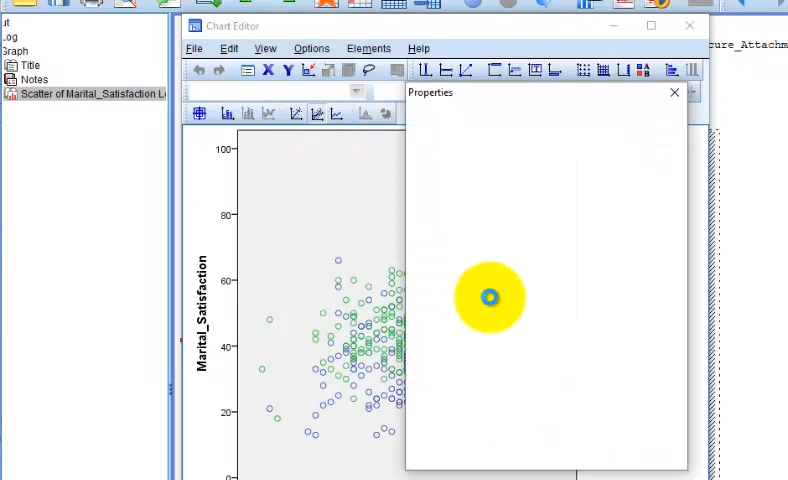 ut
Log
Graph
Title
Notes
Scatter of Marital_Satisfaction L
Chart Editor
File Edit View Options Elements Help
X Y
A
B
Properties
cure_Attachm
100
80
60
40
20
0
Marital_Satisfaction